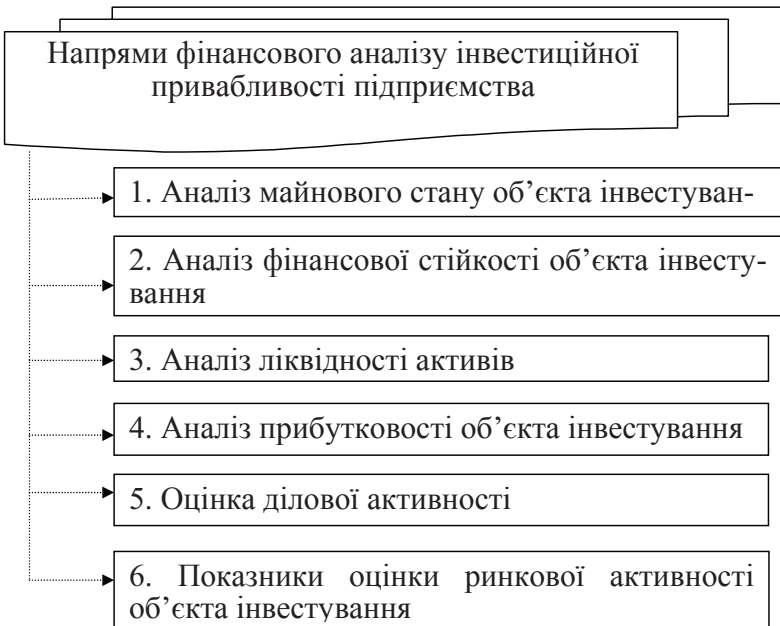 Напрями фінансового аналізу інвестиційної
привабливості підприємства
1. Аналіз майнового стану об’єкта інвестуван-
2. Аналіз фінансової стійкості об’єкта інвесту-
вання
3. Аналіз ліквідності активів
4. Аналіз прибутковості об’єкта інвестування
5. Оцінка ділової активності
6. Показники оцінки ринкової активності
об’єкта інвестування